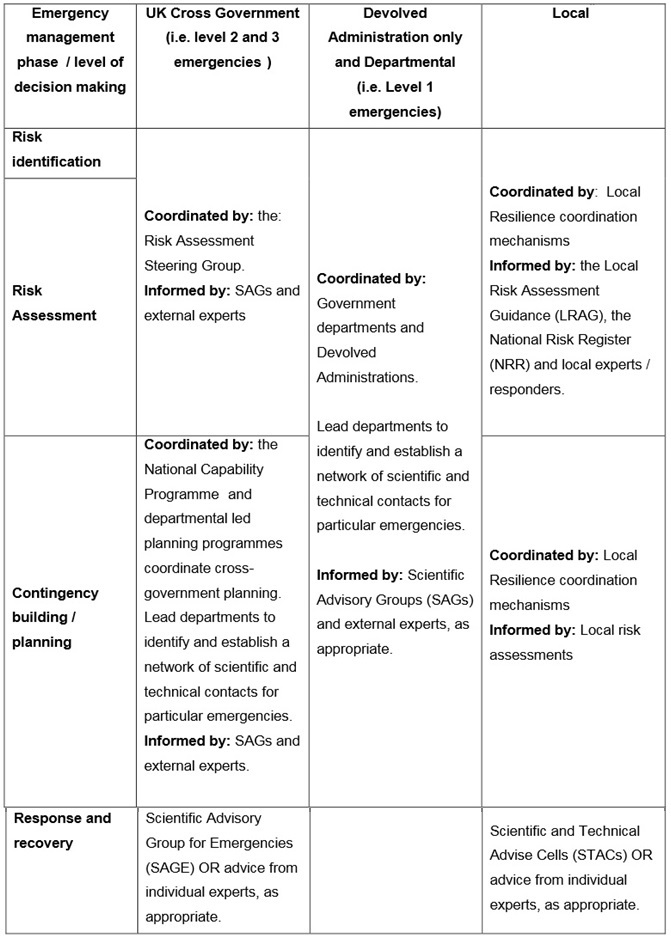 Emergency
management
phase / level of
decision making
UK Cross Government
(i.e. level 2 and 3
emergencies )
Devolved
Administration only
and Departmental
(i.e. Level 1
emergencies)
Local
Risk
identification
Risk
Assessment
Coordinated by: the:
Risk Assessment
Steering Group.
Informed by: SAGs and
external experts
Coordinated by:
Government
departments and
Devolved
Administrations.
Lead departments to
identify and establish a
network of scientific and
technical contacts for
particular emergencies.
Informed by: Scientific
Advisory Groups (SAGs)
and external experts, as
appropriate.
Coordinated by: Local
Resilience coordination
mechanisms
Informed by: the Local
Risk Assessment
Guidance (LRAG), the
National Risk Register
(NRR) and local experts /
responders.
Contingency
building /
planning
Coordinated by: the
National Capability
Programme and
departmental led
planning programmes
coordinate cross-
government planning.
Lead departments to
identify and establish a
network of scientific and
technical contacts for
particular emergencies.
Informed by: SAGs and
external experts.
Coordinated by: Local
Resilience coordination
mechanisms
Informed by: Local risk
assessments
Response and
recovery
Scientific Advisory
Group for Emergencies
(SAGE) OR advice from
individual experts, as
appropriate.
Scientific and Technical
Advise Cells (STACs) OR
advice from individual
experts, as appropriate.